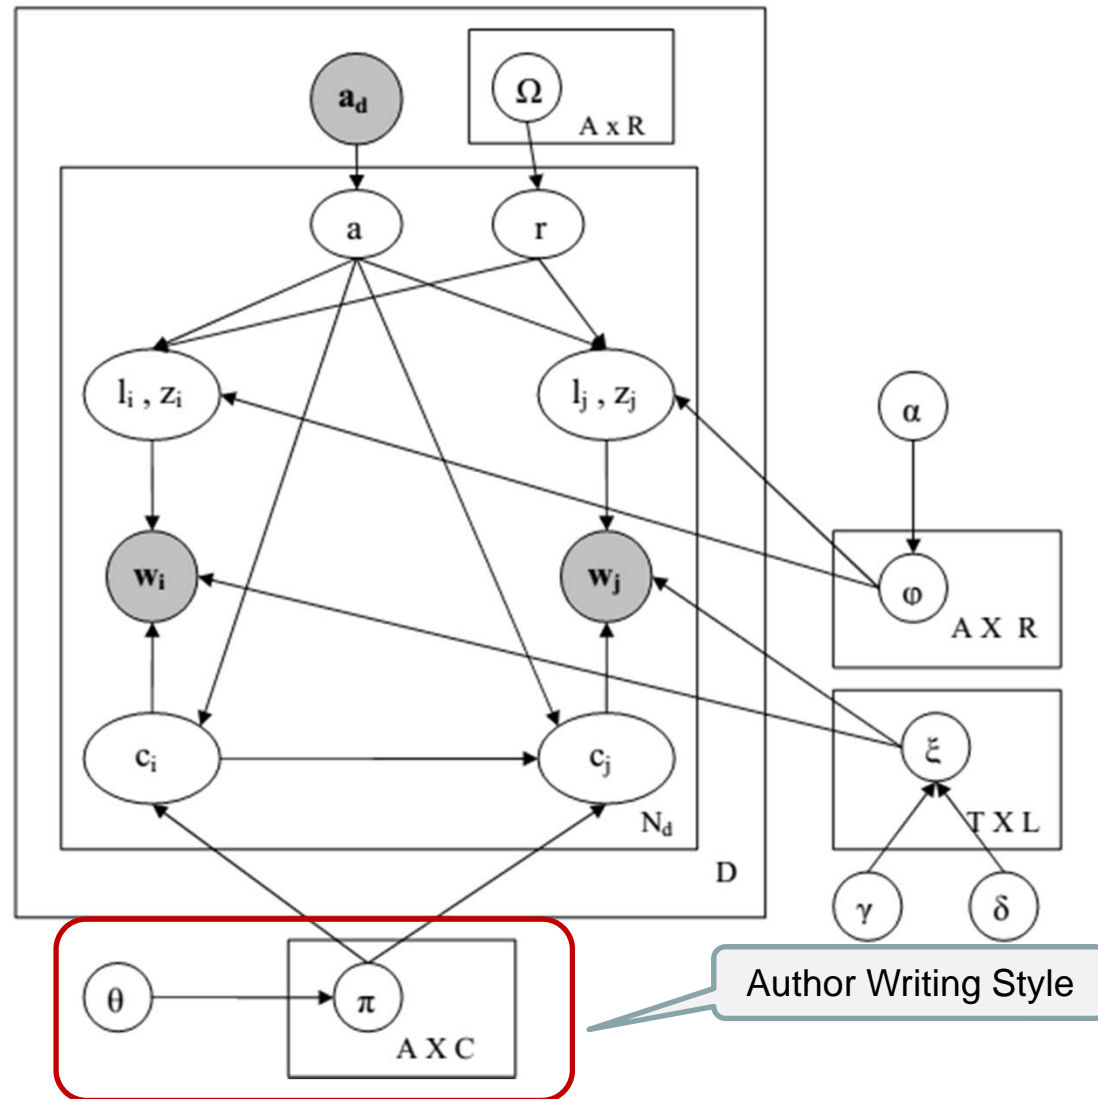 a_d
Ω
A x R
a
r
l_i , z_i
l_j , z_j
α
w_i
w_j
φ
A X R
c_i
c_j
ξ
N_d
T X L
D
γ
δ
θ
π
A X C
Author Writing Style